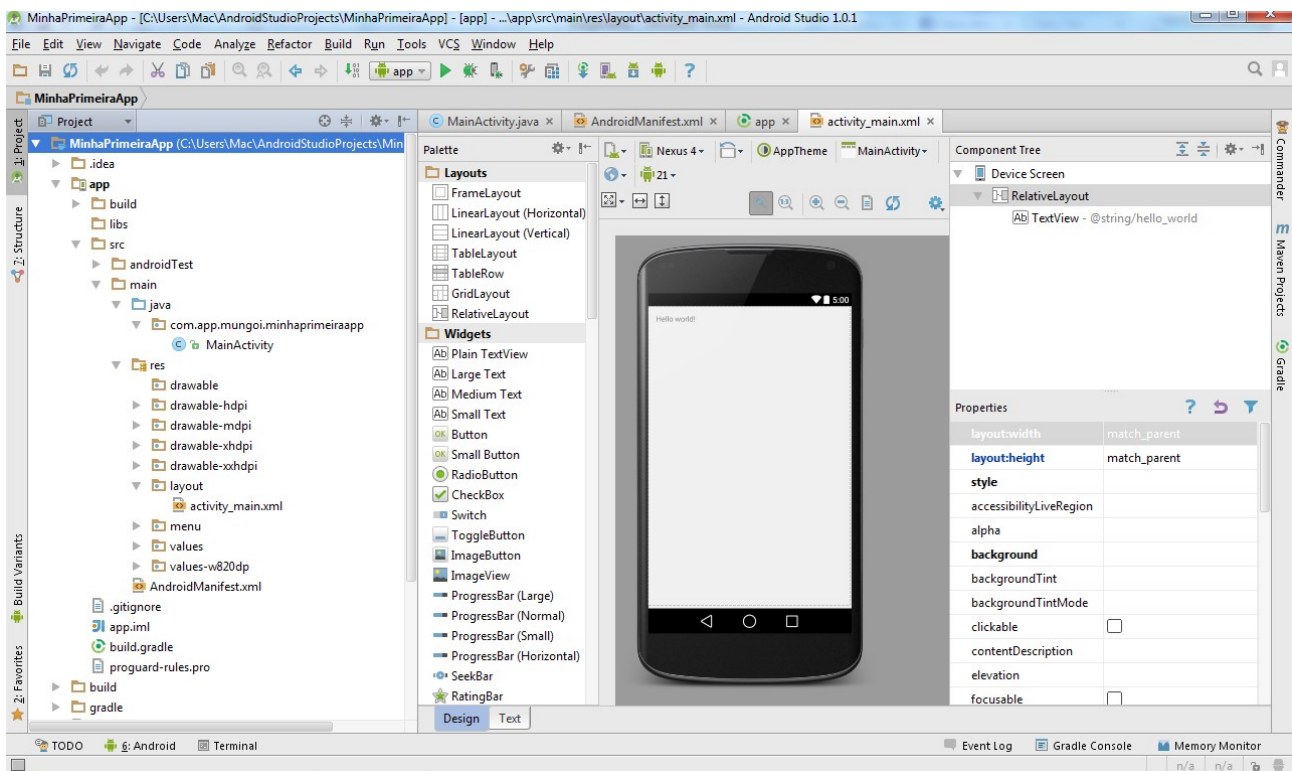 MinhaPrimeiraApp - [C:\Users\Mac\AndroidStudioProjects\MinhaPrimeiraApp] - [app] - ...\app\src\main\res\layout\activity_main.xml - Android Studio 1.0.1
File Edit View Navigate Code Analyze Refactor Build Run Tools VCS Window Help
app
MinhaPrimeiraApp
1: Project
2: Structure
Build Variants
2: Favorites
Project
MinhaPrimeiraApp (C:\Users\Mac\AndroidStudioProjects\Min
.idea
app
build
libs
src
androidTest
main
java
com.app.mungoi.minhaprimeiraapp
MainActivity
res
drawable
drawable-hdpi
drawable-mdpi
drawable-xhdpi
drawable-xxhdpi
layout
activity_main.xml
menu
values
values-w820dp
AndroidManifest.xml
.gitignore
app.iml
build.gradle
proguard-rules.pro
build
gradle
MainActivity.java AndroidManifest.xml app activity_main.xml
Palette
Layouts
FrameLayout
LinearLayout (Horizontal)
LinearLayout (Vertical)
TableLayout
TableRow
GridLayout
RelativeLayout
Widgets
Ab Plain TextView
Ab Large Text
Ab Medium Text
Ab Small Text
OK Button
OK Small Button
RadioButton
CheckBox
Switch
ToggleButton
ImageButton
ImageView
ProgressBar (Large)
ProgressBar (Normal)
ProgressBar (Small)
ProgressBar (Horizontal)
SeekBar
RatingBar
Design Text
Nexus 4 AppTheme MainActivity
21
5:00
Hello world!
Component Tree
Device Screen
RelativeLayout
Ab TextView - @string/hello_world
Properties
layout:width match_parent
layout:height match_parent
style
accessibilityLiveRegion
alpha
background
backgroundTint
backgroundTintMode
clickable
contentDescription
elevation
focusable
Commander
m Maven Projects
Gradle
TODO 6: Android Terminal Event Log Gradle Console Memory Monitor
n/a n/a